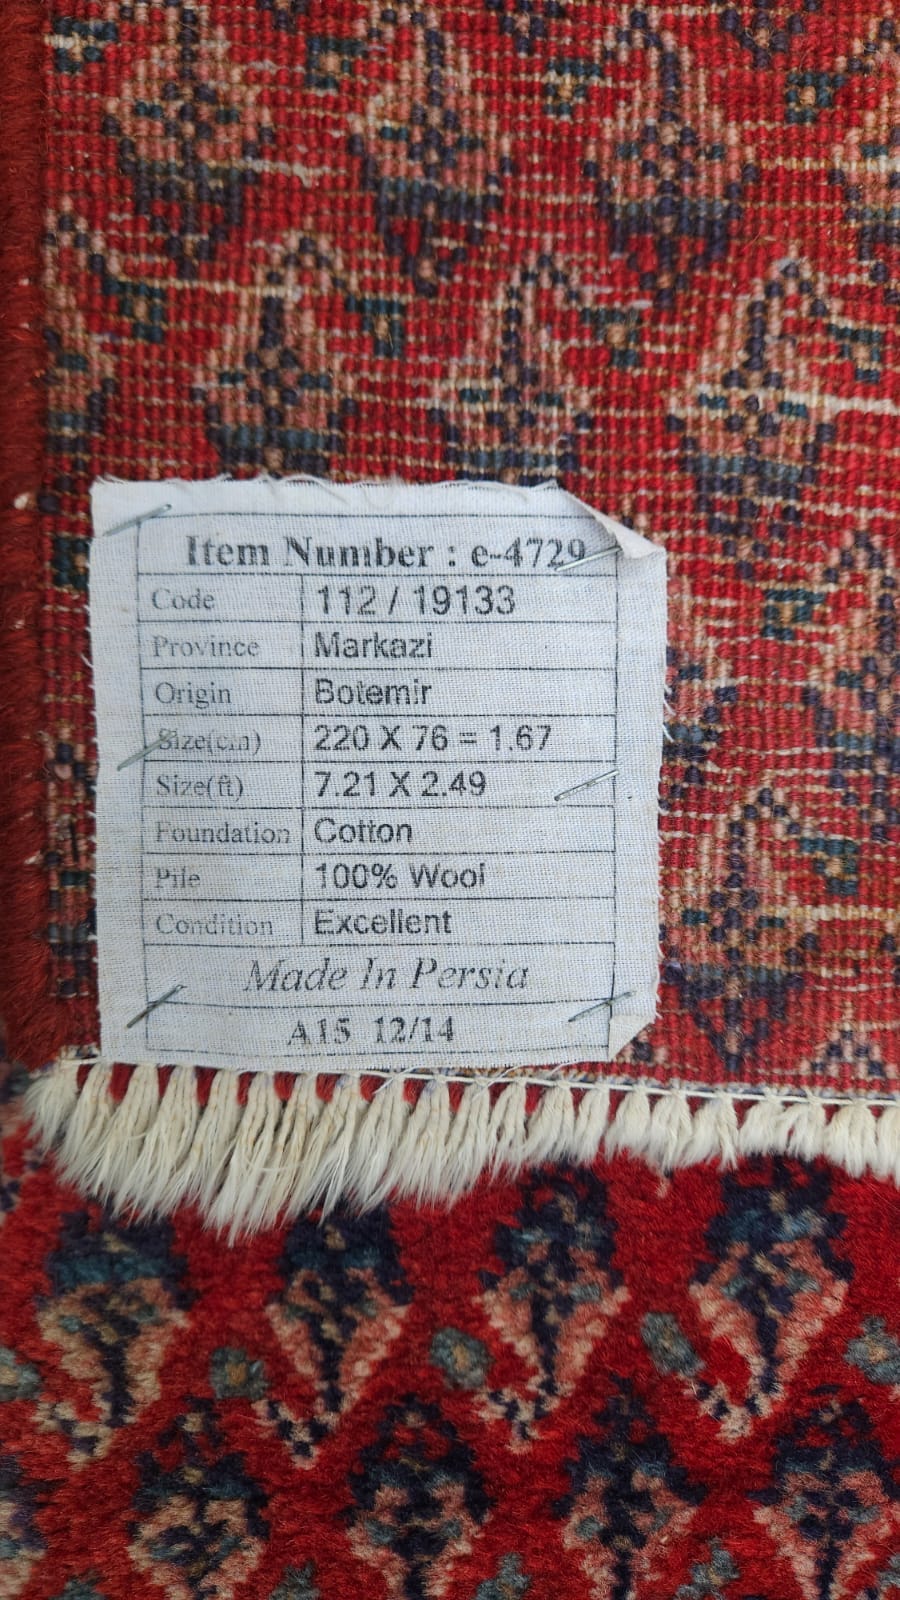 Item Number : e-4729
Code 112 / 19133
Province Markazi
Origin Botemir
Size(cm) 220 X 76 = 1.67
Size(ft) 7.21 X 2.49
Foundation Cotton
Pile 100% Wool
Condition Excellent
Made In Persia
A15 12/14